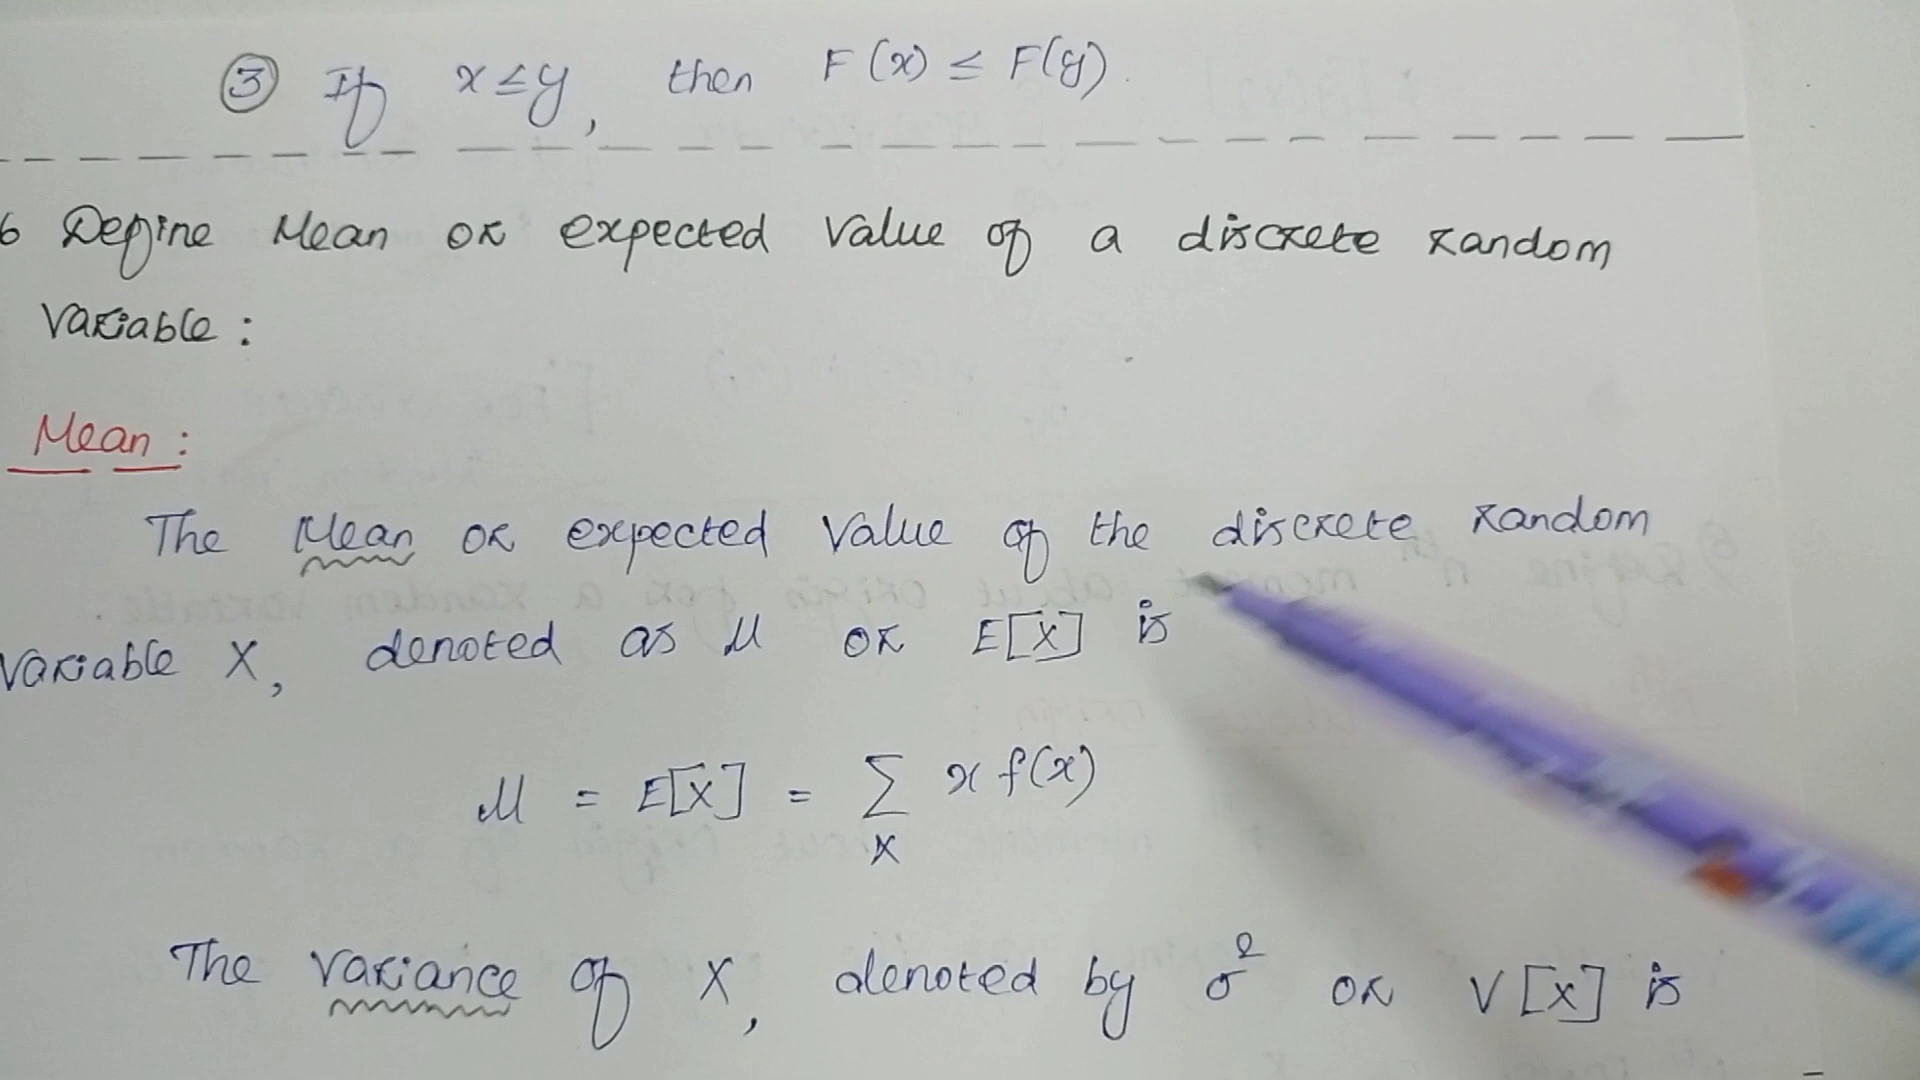 ③ If x ≤ y, then F(x) ≤ F(y).
6 Define Mean or expected value of a discrete random
variable :
Mean :
The Mean or expected value of the discrete random
variable X, denoted as μ or E[X] is
μ = E[X] = Σ x f(x)
x
The variance of X, denoted by σ² or V[X] is